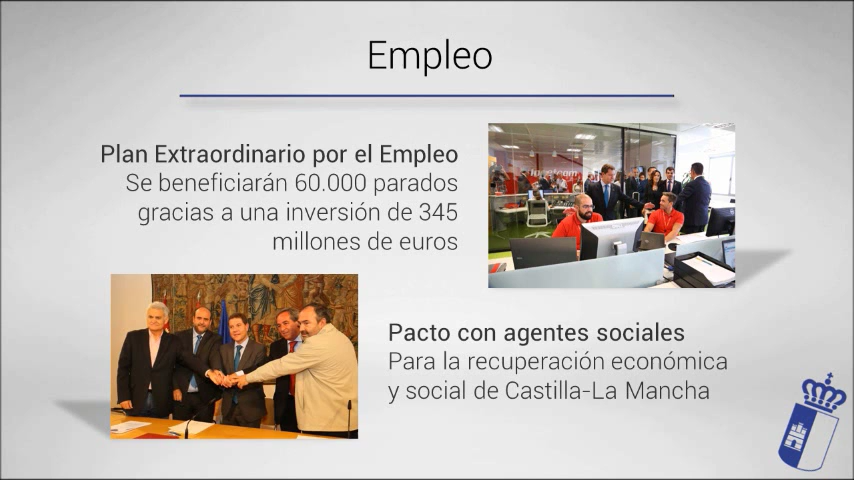 Empleo
Plan Extraordinario por el Empleo
Se beneficiarán 60.000 parados
gracias a una inversión de 345
millones de euros
Pacto con agentes sociales
Para la recuperación económica
y social de Castilla-La Mancha